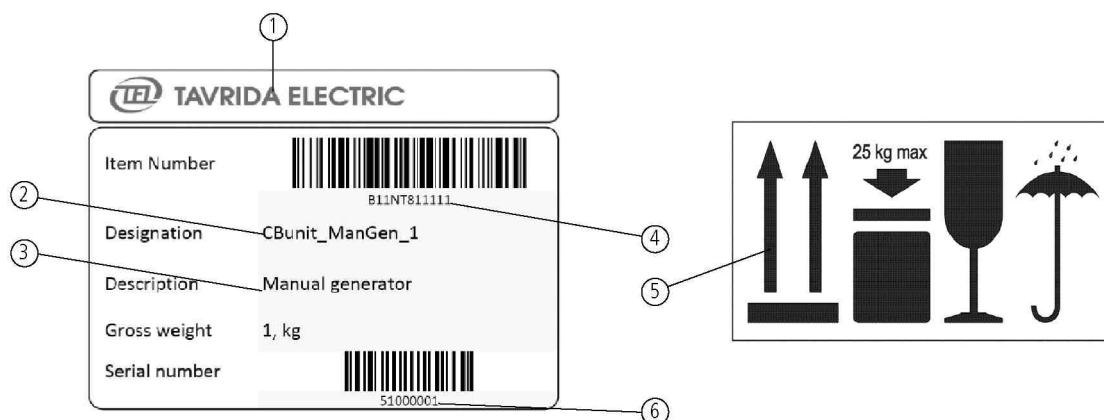 1
TEL TAVRIDA ELECTRIC
Item Number
B11NT811111
2
Designation CBunit_ManGen_1
4
3
Description Manual generator
Gross weight 1, kg
Serial number
51000001
6
25 kg max
5